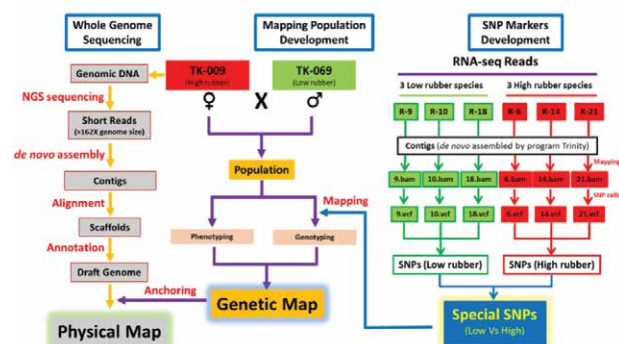 Whole Genome
Sequencing
Genomic DNA
NGS sequencing
Short Reads
(>162X genome size)
de novo assembly
Contigs
Alignment
Scaffolds
Annotation
Draft Genome
Anchoring
Physical Map
Mapping Population
Development
TK-009
(High rubber)
♀
X
TK-069
(Low rubber)
♂
Population
Mapping
Phenotyping
Genotyping
Genetic Map
SNP Markers
Development
RNA-seq Reads
3 Low rubber species
3 High rubber species
R-9
R-10
R-18
R-6
R-14
R-21
Contigs (de novo assembled by program Trinity)
Mapping
9.bam
10.bam
18.bam
6.bam
14.bam
21.bam
SNP calli
9.vcf
10.vcf
18.vcf
6.vcf
14.vcf
21.vcf
SNPs (Low rubber)
SNPs (High rubber)
Special SNPs
(Low Vs High)